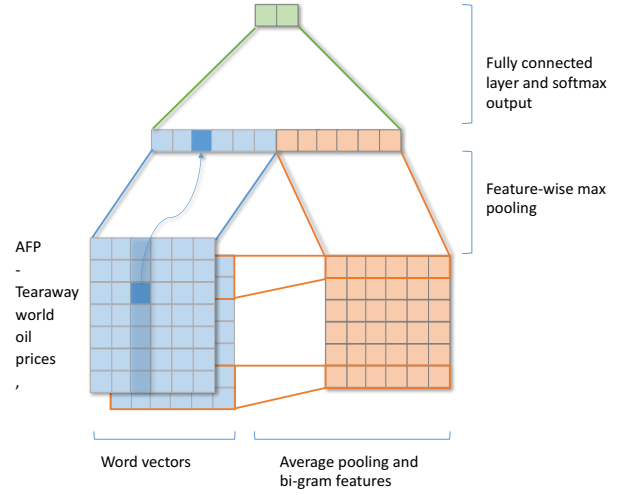 Fully connected
layer and softmax
output
Feature-wise max
pooling
AFP
-
Tearaway
world
oil
prices
,
Word vectors
Average pooling and
bi-gram features